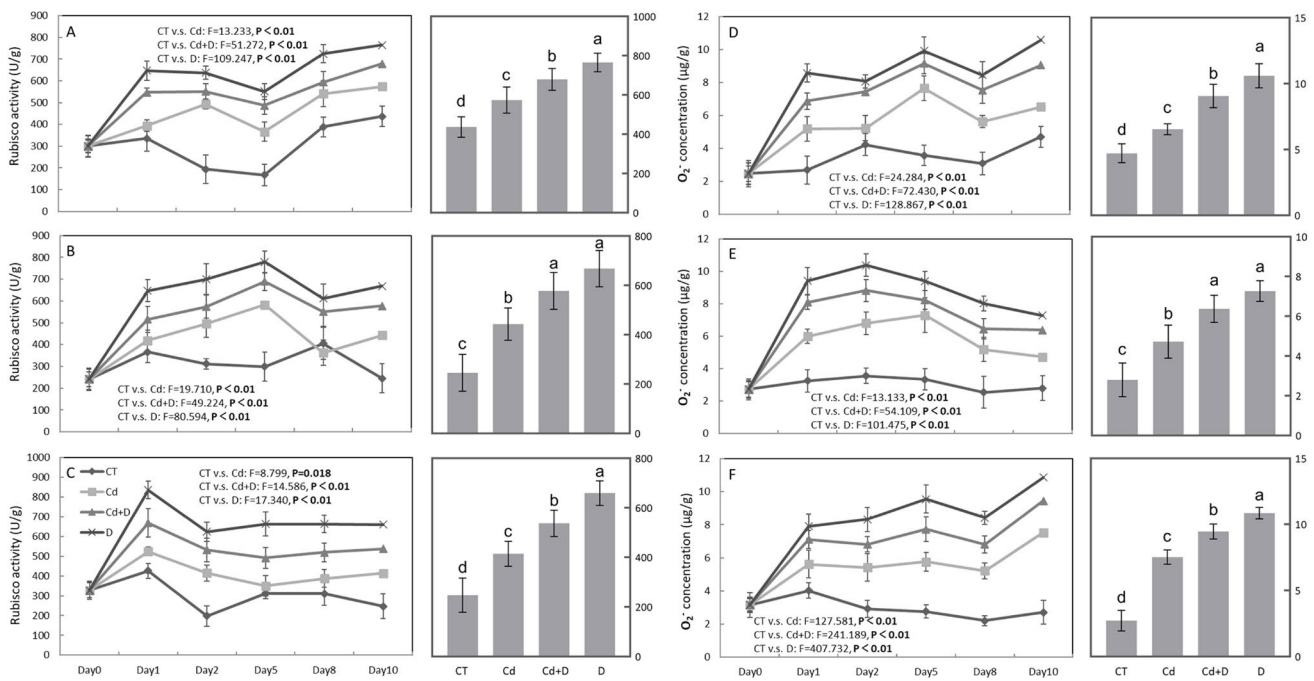 A
CT v.s. Cd: F=13.233, P<0.01
CT v.s. Cd+D: F=51.272, P<0.01
CT v.s. D: F=109.247, P<0.01
Rubisco activity (U/g)
900
800
700
600
500
400
300
200
100
0
d
c
b
a
1000
800
600
400
200
0
D
CT v.s. Cd: F=24.284, P<0.01
CT v.s. Cd+D: F=72.430, P<0.01
CT v.s. D: F=128.867, P<0.01
O₂⁻ concentration (µg/g)
12
10
8
6
4
2
0
d
c
b
a
15
10
5
0
B
CT v.s. Cd: F=19.710, P<0.01
CT v.s. Cd+D: F=49.224, P<0.01
CT v.s. D: F=80.594, P<0.01
Rubisco activity (U/g)
900
800
700
600
500
400
300
200
100
0
c
b
a
a
800
600
400
200
0
E
CT v.s. Cd: F=13.133, P<0.01
CT v.s. Cd+D: F=54.109, P<0.01
CT v.s. D: F=101.475, P<0.01
O₂⁻ concentration (µg/g)
12
10
8
6
4
2
0
c
b
a
a
10
8
6
4
2
0
C
CT
Cd
Cd+D
D
CT v.s. Cd: F=8.799, P=0.018
CT v.s. Cd+D: F=14.586, P<0.01
CT v.s. D: F=17.340, P<0.01
Rubisco activity (U/g)
1000
900
800
700
600
500
400
300
200
100
0
Day0 Day1 Day2 Day5 Day8 Day10
d
c
b
a
800
600
400
200
0
CT Cd Cd+D D
F
CT v.s. Cd: F=127.581, P<0.01
CT v.s. Cd+D: F=241.189, P<0.01
CT v.s. D: F=407.732, P<0.01
O₂⁻ concentration (µg/g)
12
10
8
6
4
2
0
Day0 Day1 Day2 Day5 Day8 Day10
d
c
b
a
15
10
5
0
CT Cd Cd+D D